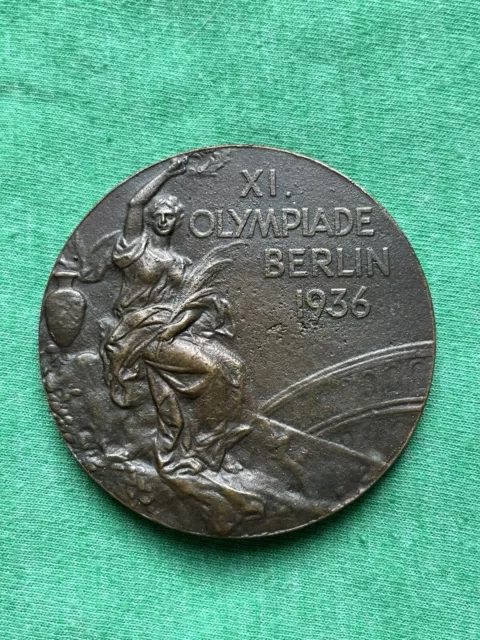 XI.
OLYMPIADE
BERLIN
1936